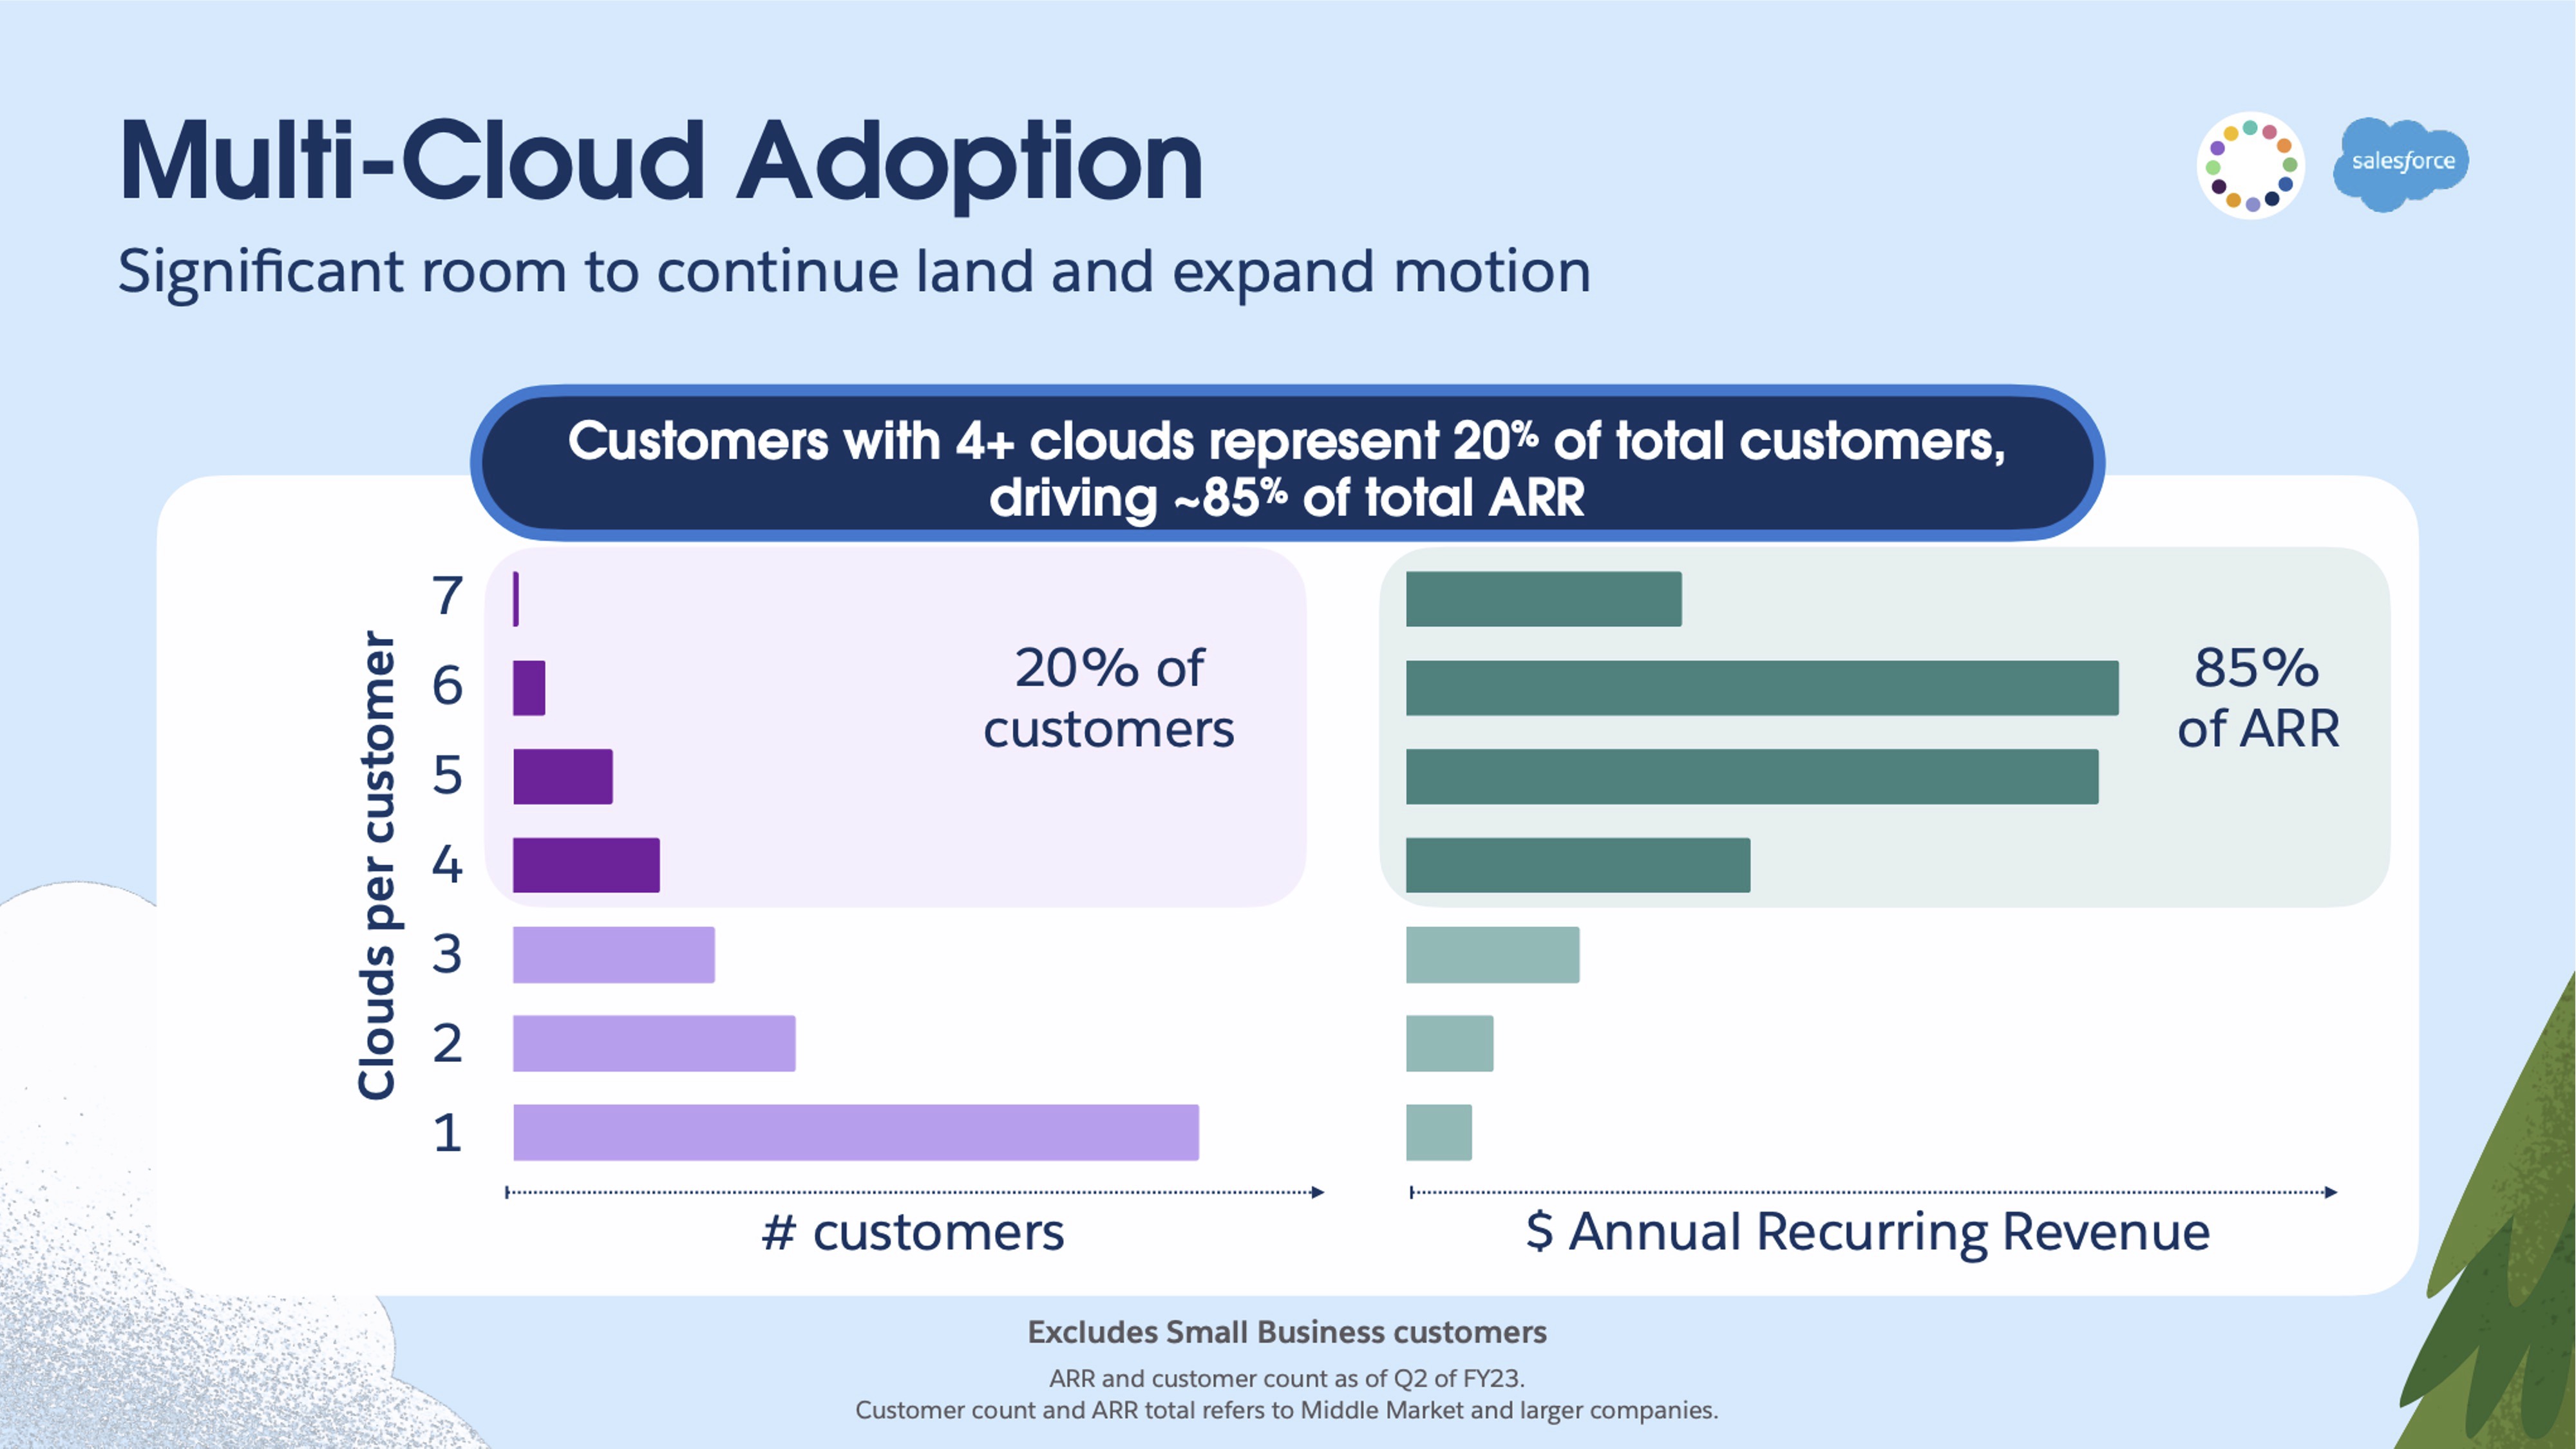 Multi-Cloud Adoption
salesforce
Significant room to continue land and expand motion
Customers with 4+ clouds represent 20% of total customers,
driving ~85% of total ARR
Clouds per customer
7
6
5
4
3
2
1
20% of
customers
85%
of ARR
# customers
$ Annual Recurring Revenue
Excludes Small Business customers
ARR and customer count as of Q2 of FY23.
Customer count and ARR total refers to Middle Market and larger companies.